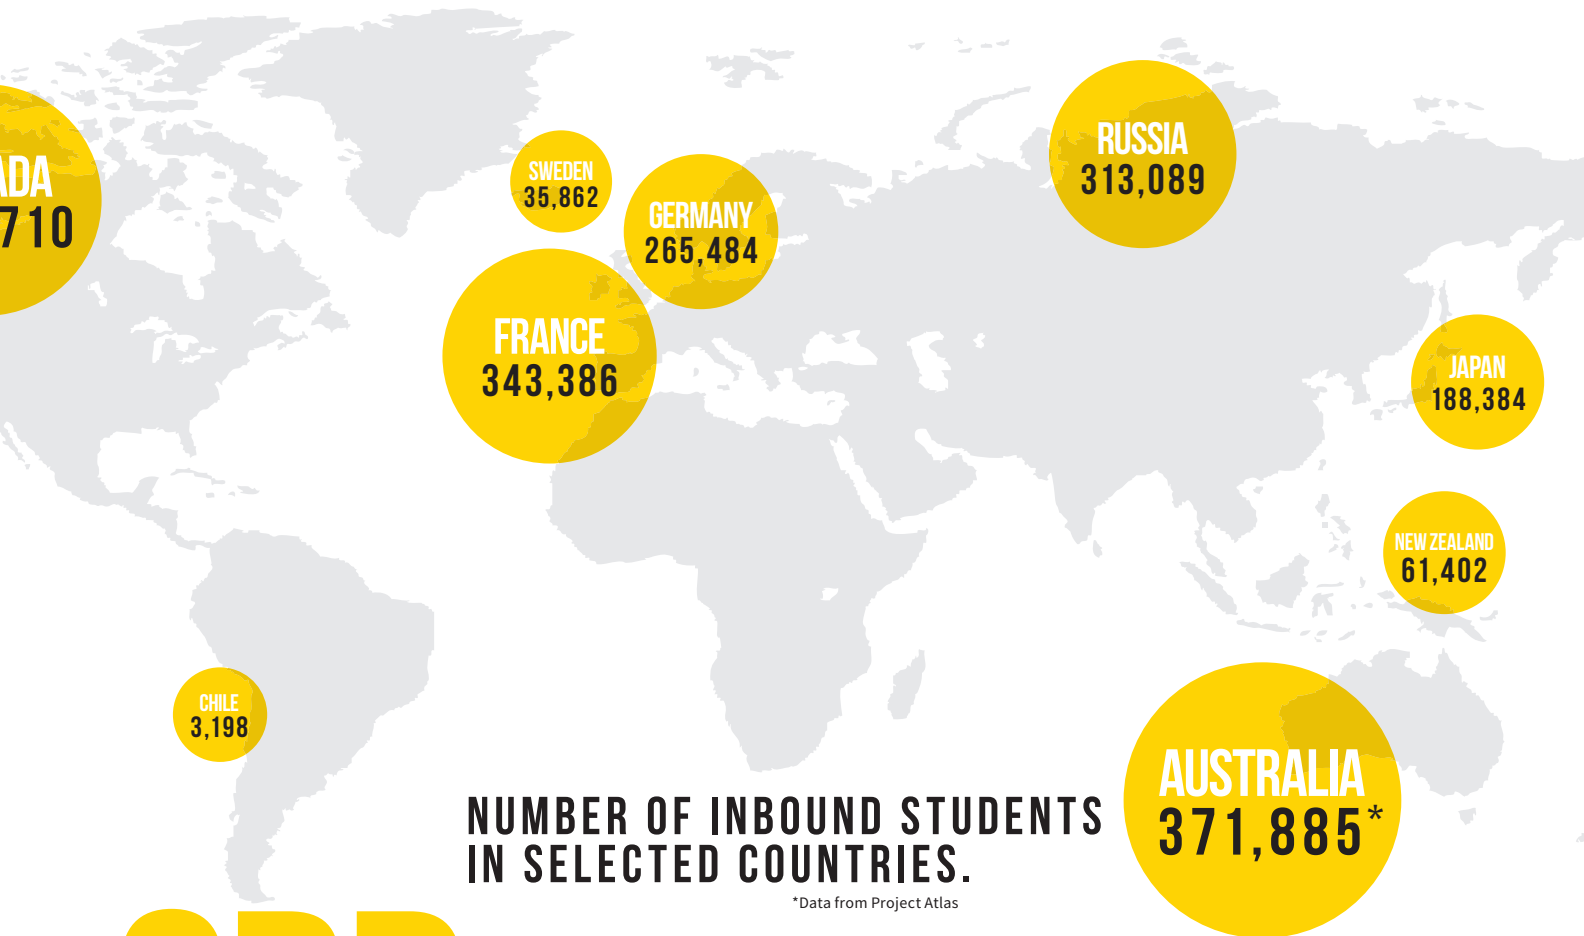 ADA
710
SWEDEN
35,862
GERMANY
265,484
RUSSIA
313,089
FRANCE
343,386
JAPAN
188,384
NEW ZEALAND
61,402
CHILE
3,198
AUSTRALIA
371,885*
NUMBER OF INBOUND STUDENTS
IN SELECTED COUNTRIES.
*Data from Project Atlas